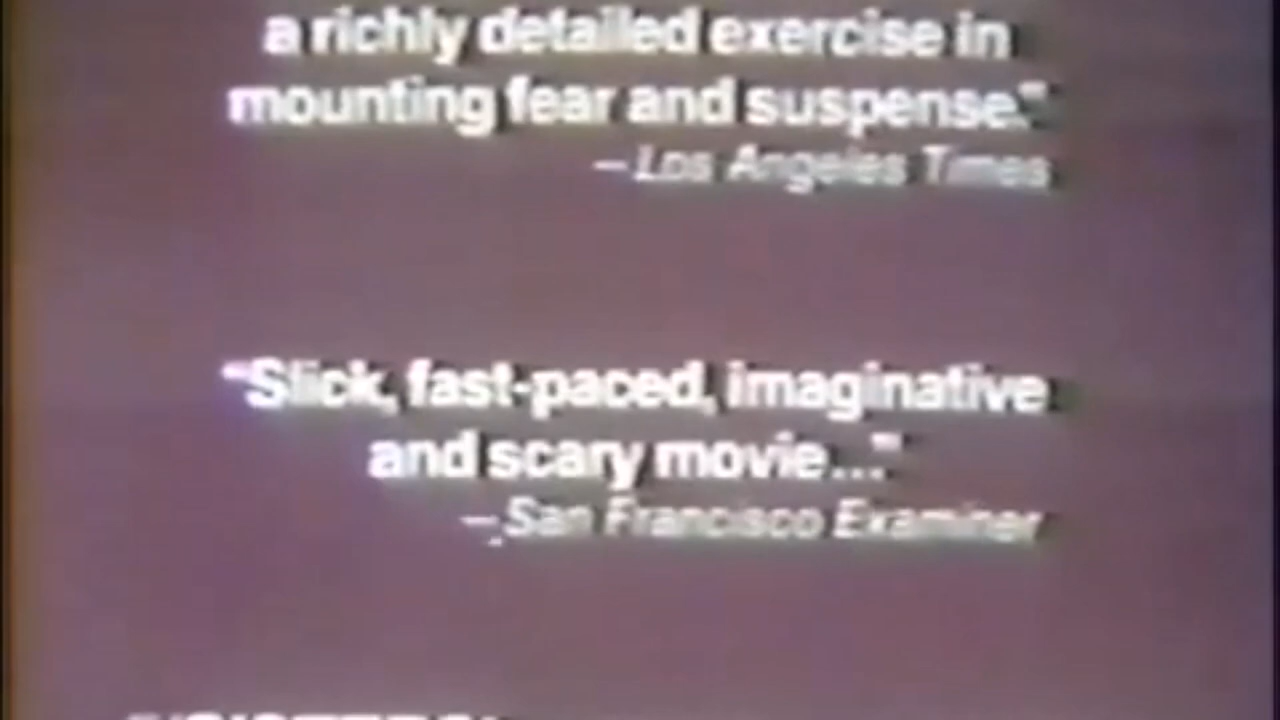 a richly detailed exercise in
mounting fear and suspense."
—Los Angeles Times
"Slick, fast-paced, imaginative
and scary movie..."
—San Francisco Examiner